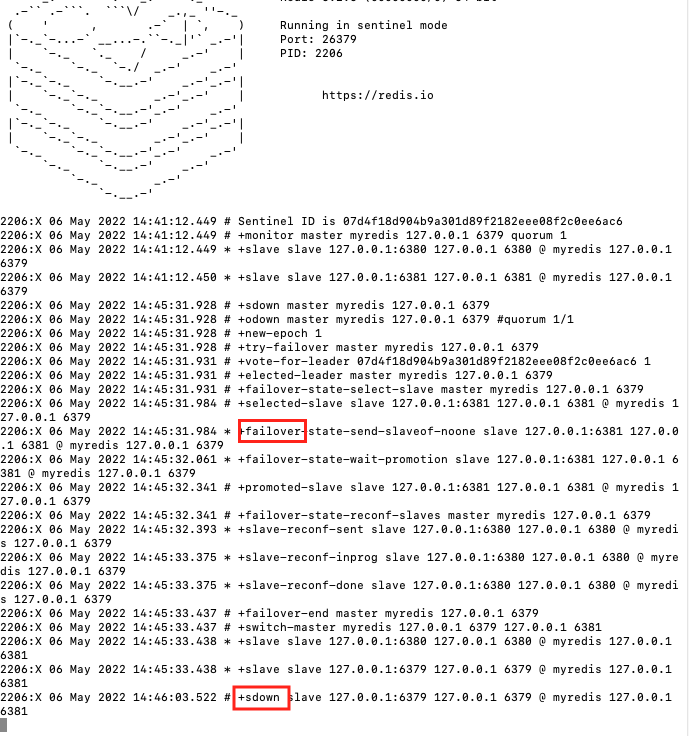 Running in sentinel mode
Port: 26379
PID: 2206
https://redis.io
2206:X 06 May 2022 14:41:12.449 # Sentinel ID is 07d4f18d904b9a301d89f2182eee08f2c0ee6ac6
2206:X 06 May 2022 14:41:12.449 # +monitor master myredis 127.0.0.1 6379 quorum 1
2206:X 06 May 2022 14:41:12.449 * +slave slave 127.0.0.1:6380 127.0.0.1 6380 @ myredis 127.0.0.1
6379
2206:X 06 May 2022 14:41:12.450 * +slave slave 127.0.0.1:6381 127.0.0.1 6381 @ myredis 127.0.0.1
6379
2206:X 06 May 2022 14:45:31.928 # +sdown master myredis 127.0.0.1 6379
2206:X 06 May 2022 14:45:31.928 # +odown master myredis 127.0.0.1 6379 #quorum 1/1
2206:X 06 May 2022 14:45:31.928 # +new-epoch 1
2206:X 06 May 2022 14:45:31.928 # +try-failover master myredis 127.0.0.1 6379
2206:X 06 May 2022 14:45:31.931 # +vote-for-leader 07d4f18d904b9a301d89f2182eee08f2c0ee6ac6 1
2206:X 06 May 2022 14:45:31.931 # +elected-leader master myredis 127.0.0.1 6379
2206:X 06 May 2022 14:45:31.931 # +failover-state-select-slave master myredis 127.0.0.1 6379
2206:X 06 May 2022 14:45:31.984 # +selected-slave slave 127.0.0.1:6381 127.0.0.1 6381 @ myredis 1
27.0.0.1 6379
2206:X 06 May 2022 14:45:31.984 * +failover-state-send-slaveof-noone slave 127.0.0.1:6381 127.0.0
.1 6381 @ myredis 127.0.0.1 6379
2206:X 06 May 2022 14:45:32.061 * +failover-state-wait-promotion slave 127.0.0.1:6381 127.0.0.1 6
381 @ myredis 127.0.0.1 6379
2206:X 06 May 2022 14:45:32.341 # +promoted-slave slave 127.0.0.1:6381 127.0.0.1 6381 @ myredis 1
27.0.0.1 6379
2206:X 06 May 2022 14:45:32.341 # +failover-state-reconf-slaves master myredis 127.0.0.1 6379
2206:X 06 May 2022 14:45:32.393 * +slave-reconf-sent slave 127.0.0.1:6380 127.0.0.1 6380 @ myredi
s 127.0.0.1 6379
2206:X 06 May 2022 14:45:33.375 * +slave-reconf-inprog slave 127.0.0.1:6380 127.0.0.1 6380 @ myre
dis 127.0.0.1 6379
2206:X 06 May 2022 14:45:33.375 * +slave-reconf-done slave 127.0.0.1:6380 127.0.0.1 6380 @ myredi
s 127.0.0.1 6379
2206:X 06 May 2022 14:45:33.437 # +failover-end master myredis 127.0.0.1 6379
2206:X 06 May 2022 14:45:33.437 # +switch-master myredis 127.0.0.1 6379 127.0.0.1 6381
2206:X 06 May 2022 14:45:33.438 * +slave slave 127.0.0.1:6380 127.0.0.1 6380 @ myredis 127.0.0.1
6381
2206:X 06 May 2022 14:45:33.438 * +slave slave 127.0.0.1:6379 127.0.0.1 6379 @ myredis 127.0.0.1
6381
2206:X 06 May 2022 14:46:03.522 # +sdown slave 127.0.0.1:6379 127.0.0.1 6379 @ myredis 127.0.0.1
6381